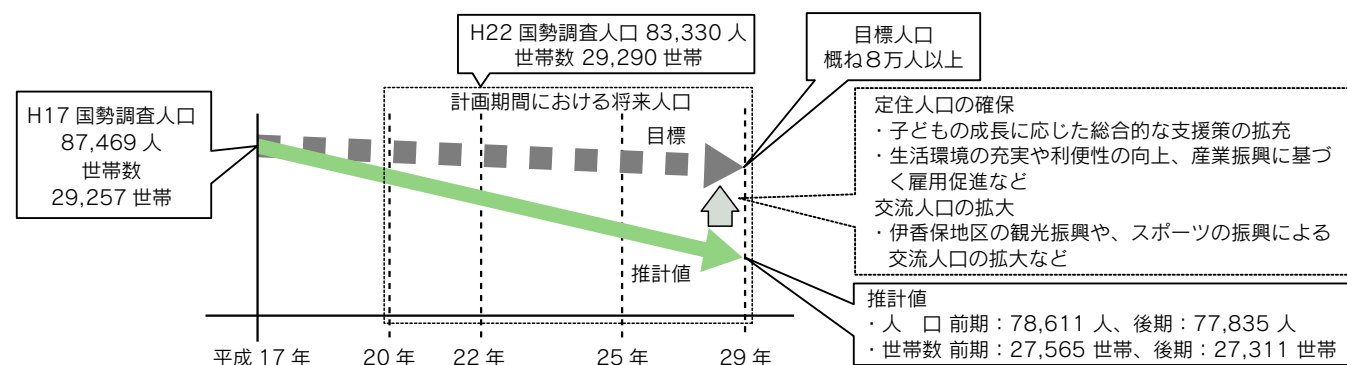 H22 国勢調査人口 83,330 人
世帯数 29,290 世帯
目標人口
概ね８万人以上
H17 国勢調査人口
87,469 人
世帯数
29,257 世帯
計画期間における将来人口
目標
推計値
定住人口の確保
・子どもの成長に応じた総合的な支援策の拡充
・生活環境の充実や利便性の向上、産業振興に基づ
く雇用促進など
交流人口の拡大
・伊香保地区の観光振興や、スポーツの振興による
交流人口の拡大など
推計値
・人　口 前期：78,611 人、後期：77,835 人
・世帯数 前期：27,565 世帯、後期：27,311 世帯
平成 17 年 20 年 22 年 25 年 29 年